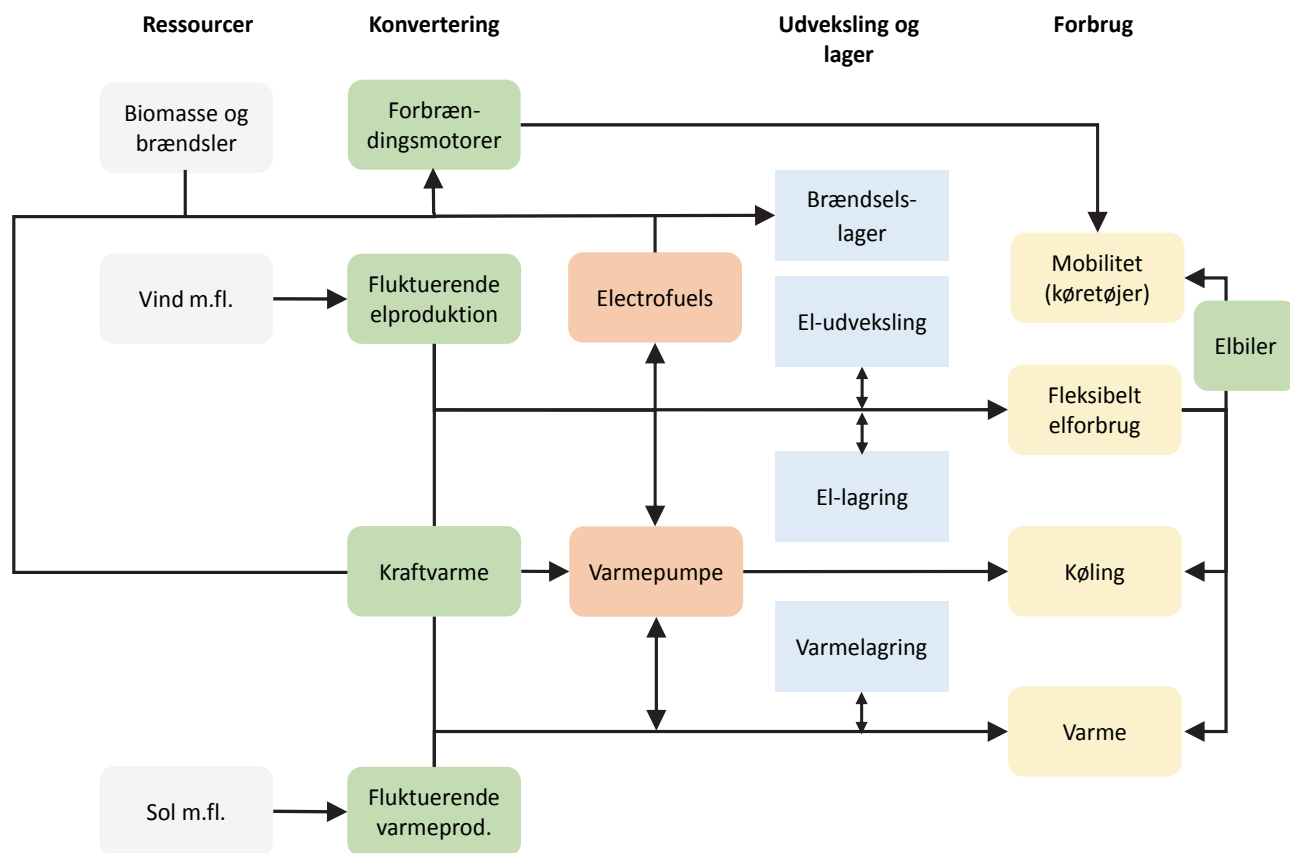 Ressourcer
Konvertering
Udveksling og
lager
Forbrug
Biomasse og
brændsler
Forbræn-
dingsmotorer
Brændsels-
lager
Vind m.fl.
Fluktuerende
elproduktion
Electrofuels
El-udveksling
Mobilitet
(køretøjer)
Elbiler
Fleksibelt
elforbrug
El-lagring
Kraftvarme
Varmepumpe
Køling
Varmelagring
Varme
Sol m.fl.
Fluktuerende
varmeprod.